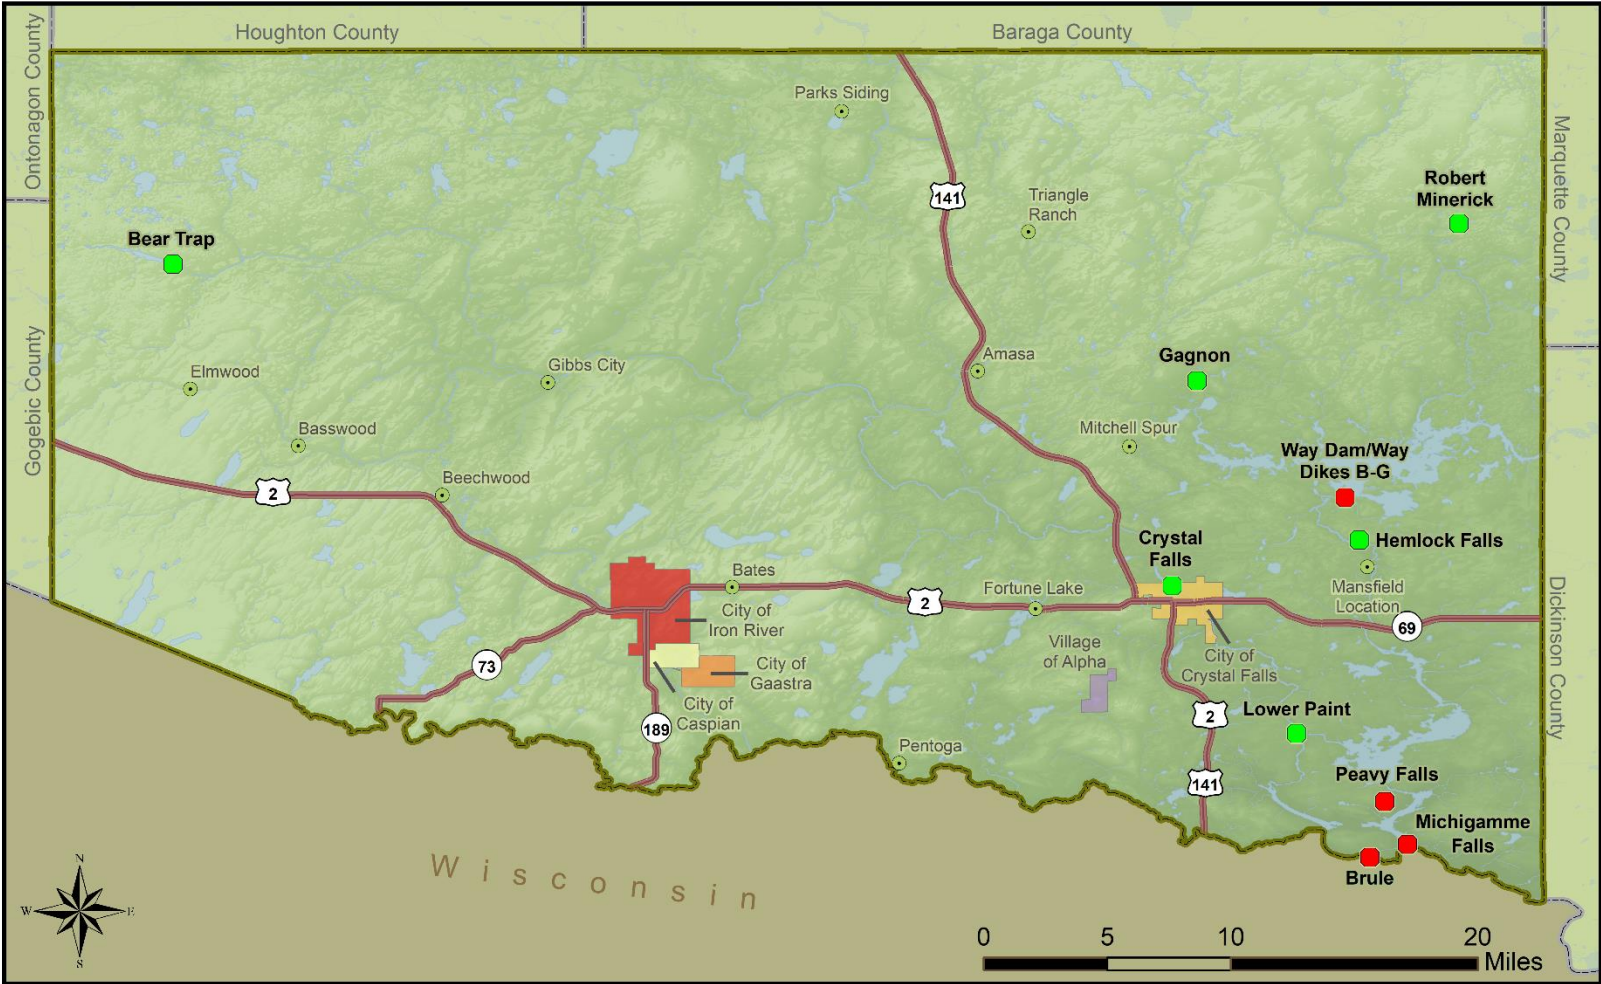 Houghton County
Baraga County
Ontonagon County
Gogebic County
Marquette County
Dickinson County
Parks Siding
141
Triangle
Ranch
Robert
Minerick
Bear Trap
Elmwood
Gibbs City
Amasa
Gagnon
Basswood
Mitchell Spur
Way Dam/Way
Dikes B-G
Beechwood
2
Crystal
Falls
Hemlock Falls
Bates
Fortune Lake
Mansfield
Location
2
City of
Iron River
69
Village
of Alpha
City of
Crystal Falls
73
City of
Gaastra
City of
Caspian
189
2
Lower Paint
Pentoga
141
Peavy Falls
Michigamme
Falls
Brule
Wisconsin
N
W
E
S
0
5
10
20
Miles